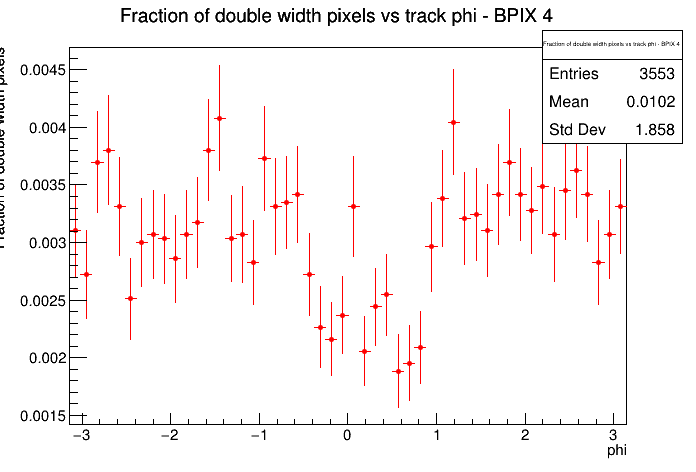 Fraction of double width pixels vs track phi - BPIX 4
Fraction of double width pixels vs track phi - BPIX 4
Entries 3553
Mean 0.0102
Std Dev 1.858
Fraction of double width pixels
0.0045
0.004
0.0035
0.003
0.0025
0.002
0.0015
−3 −2 −1 0 1 2 3
phi